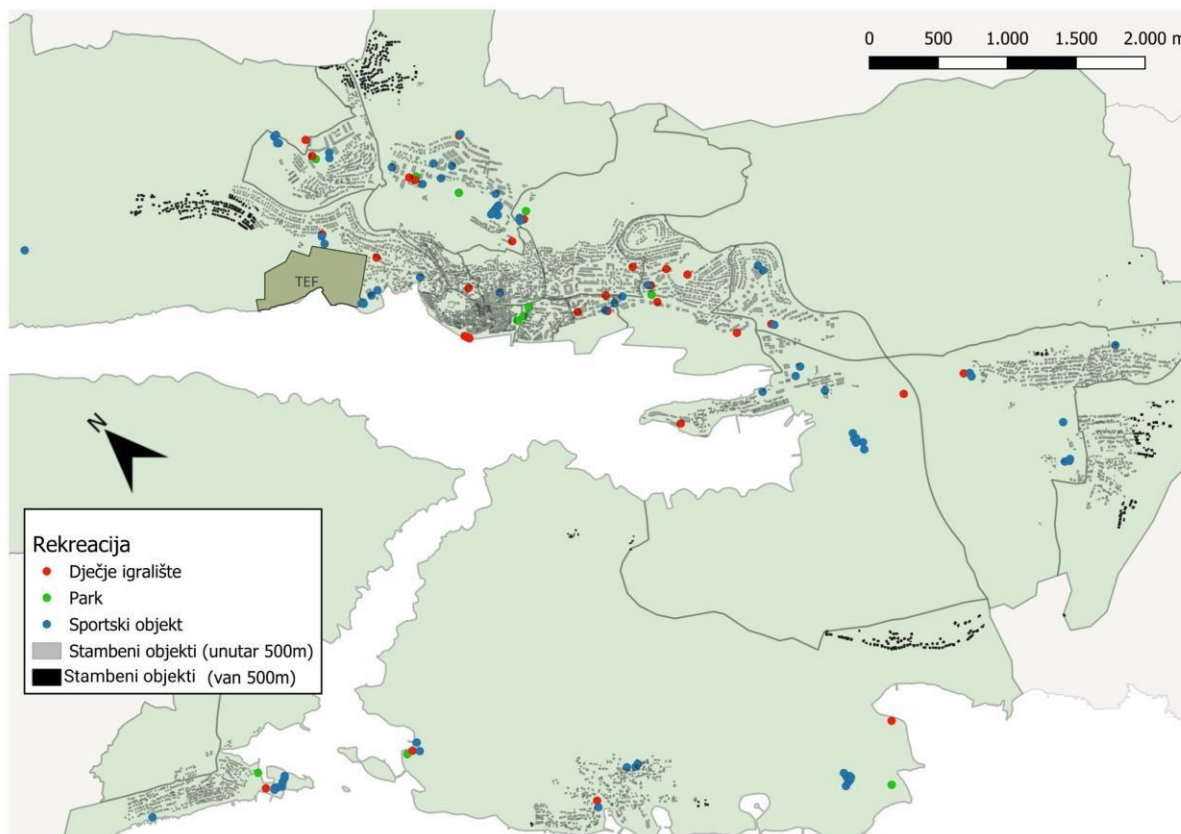 0 500 1.000 1.500 2.000 m
TEF
N
Rekreacija
Dječje igralište
Park
Sportski objekt
Stambeni objekti (unutar 500m)
Stambeni objekti (van 500m)